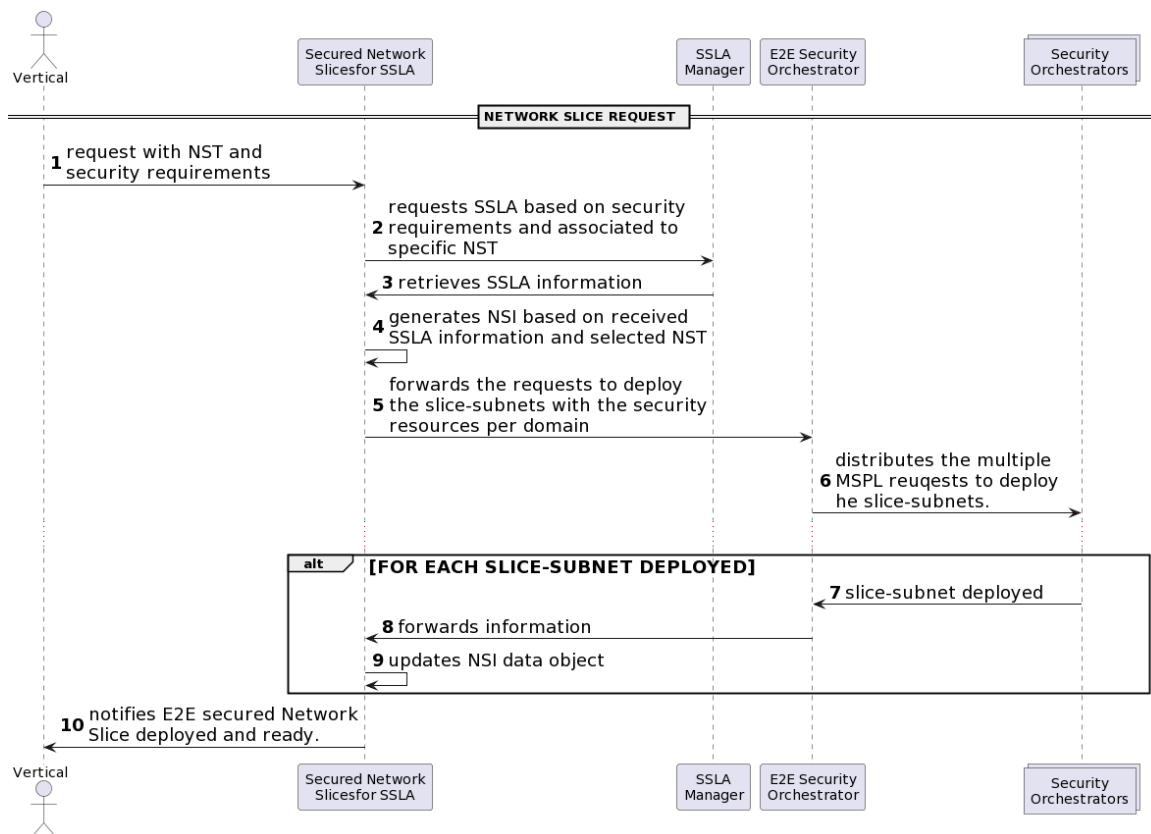 Vertical
Secured Network
Slicesfor SSLA
SSLA
Manager
E2E Security
Orchestrator
Security
Orchestrators
NETWORK SLICE REQUEST
1 request with NST and
security requirements
requests SSLA based on security
2 requirements and associated to
specific NST
3 retrieves SSLA information
4 generates NSI based on received
SSLA information and selected NST
forwards the requests to deploy
5 the slice-subnets with the security
resources per domain
distributes the multiple
6 MSPL reuqests to deploy
he slice-subnets.
alt [FOR EACH SLICE-SUBNET DEPLOYED]
7 slice-subnet deployed
8 forwards information
9 updates NSI data object
10 notifies E2E secured Network
Slice deployed and ready.
Vertical
Secured Network
Slicesfor SSLA
SSLA
Manager
E2E Security
Orchestrator
Security
Orchestrators